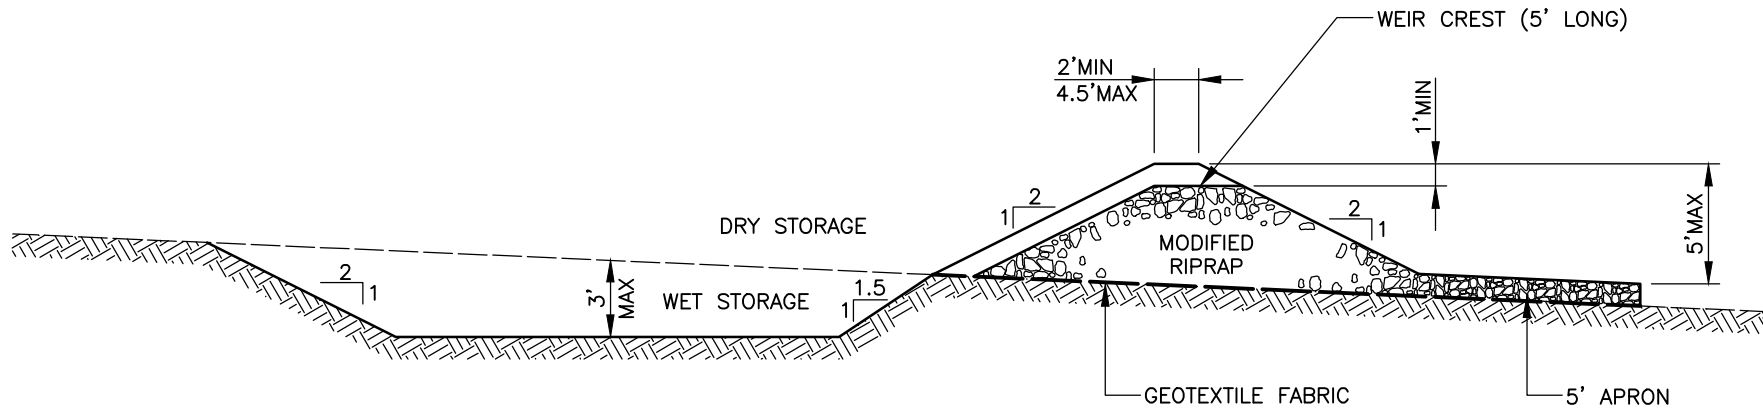 WEIR CREST (5' LONG)
2'MIN
4.5'MAX
1'MIN
5'MAX
2
1
2
1
DRY STORAGE
MODIFIED
RIPRAP
2
1
3'
MAX
WET STORAGE
1.5
1
GEOTEXTILE FABRIC
5' APRON